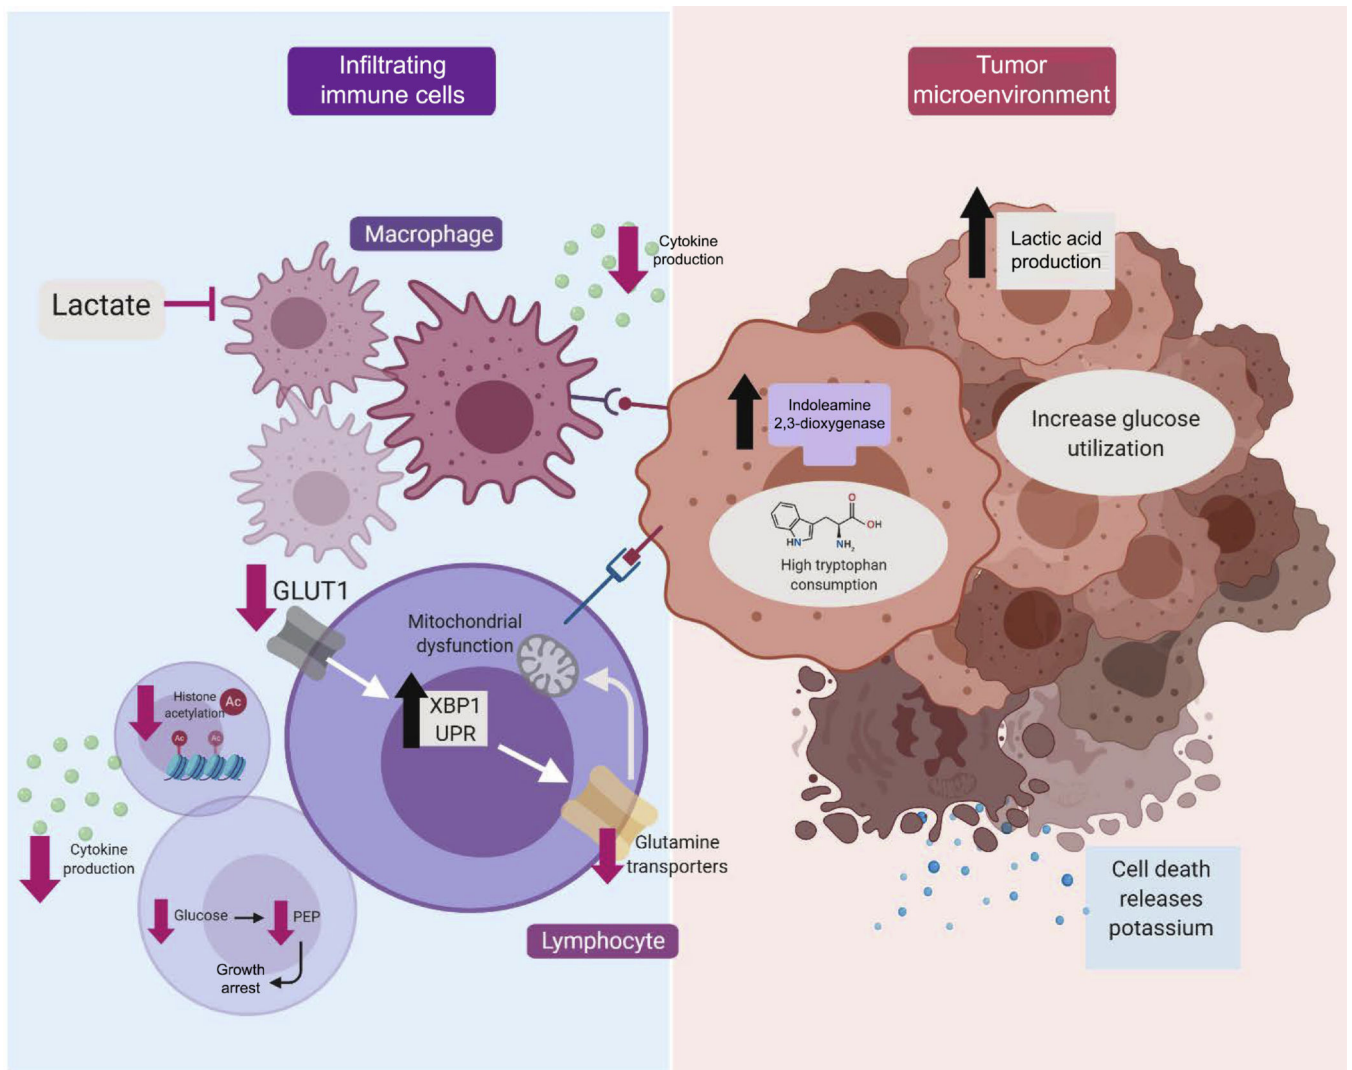 Infiltrating
immune cells
Tumor
microenvironment
Macrophage
Cytokine
production
Lactic acid
production
Lactate
Indoleamine
2,3-dioxygenase
Increase glucose
utilization
O
OH
HN
NH2
High tryptophan
consumption
GLUT1
Mitochondrial
dysfunction
Histone
acetylation
Ac
Ac
Ac
XBP1
UPR
Cytokine
production
Glutamine
transporters
Cell death
releases
potassium
Glucose
PEP
Growth
arrest
Lymphocyte